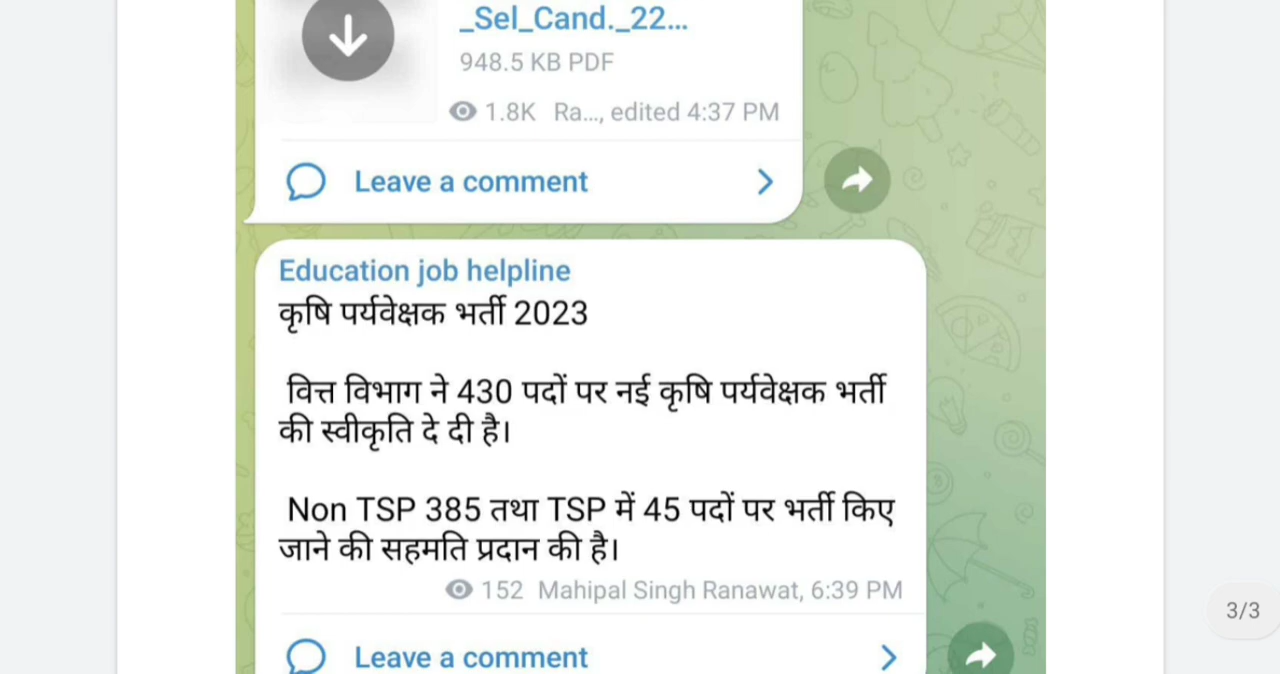 _Sel_Cand._22...
948.5 KB PDF
1.8K Ra..., edited 4:37 PM
Leave a comment
Education job helpline
कृषि पर्यवेक्षक भर्ती 2023
वित्त विभाग ने 430 पदों पर नई कृषि पर्यवेक्षक भर्ती
की स्वीकृति दे दी है।
Non TSP 385 तथा TSP में 45 पदों पर भर्ती किए
जाने की सहमति प्रदान की है।
152 Mahipal Singh Ranawat, 6:39 PM
3/3
Leave a comment